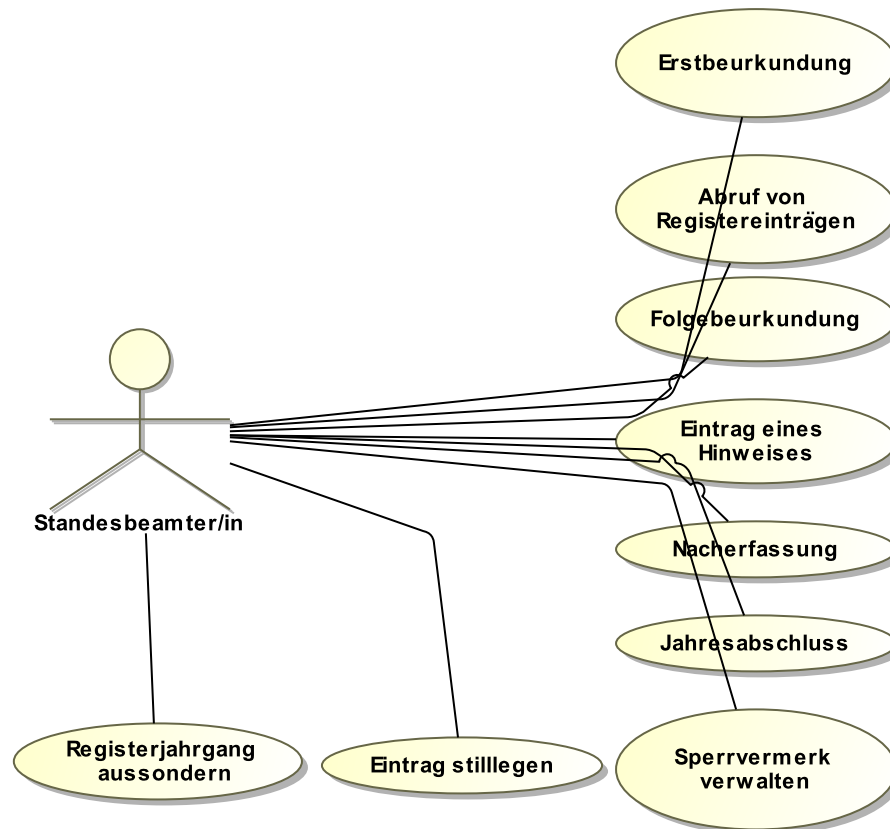 Erstbeurkundung
Abruf von
Registereinträgen
Folgebeurkundung
Eintrag eines
Hinweises
Nacherfassung
Jahresabschluss
Standesbeamter/in
Registerjahrgang
aussondern
Eintrag stilllegen
Sperrvermerk
verwalten